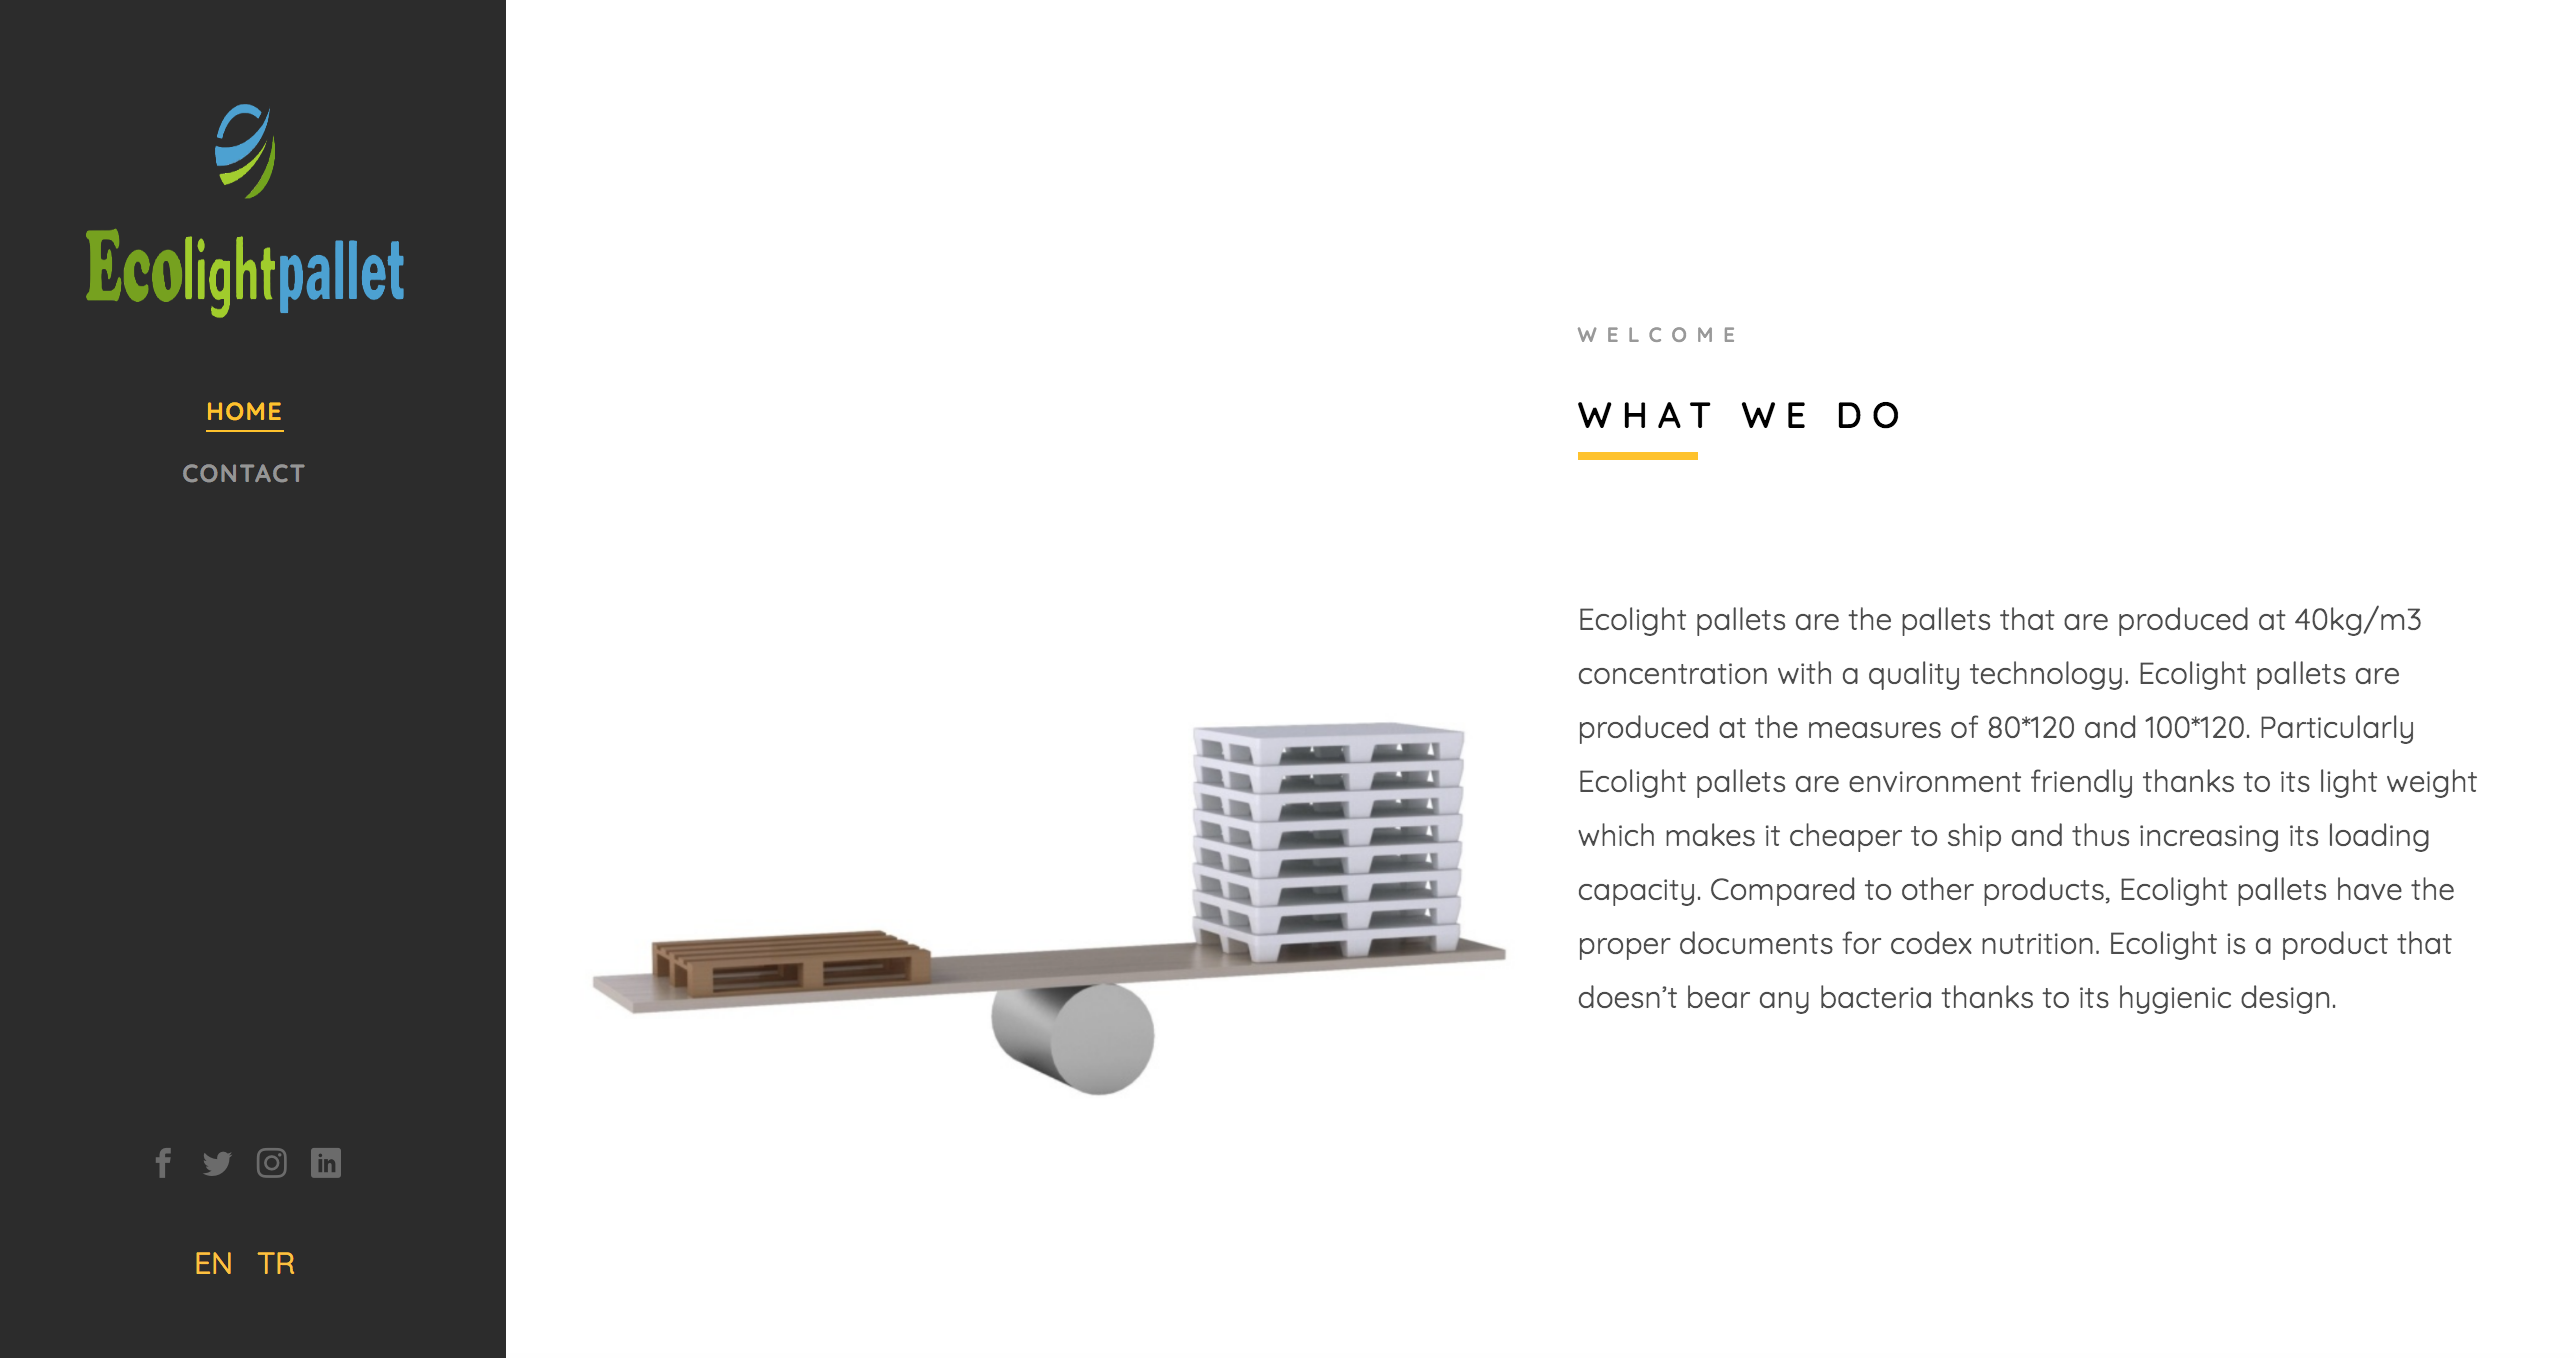 Ecolightpallet
HOME
CONTACT
EN TR
WELCOME
WHAT WE DO
Ecolight pallets are the pallets that are produced at 40kg/m3
concentration with a quality technology. Ecolight pallets are
produced at the measures of 80*120 and 100*120. Particularly
Ecolight pallets are environment friendly thanks to its light weight
which makes it cheaper to ship and thus increasing its loading
capacity. Compared to other products, Ecolight pallets have the
proper documents for codex nutrition. Ecolight is a product that
doesn’t bear any bacteria thanks to its hygienic design.